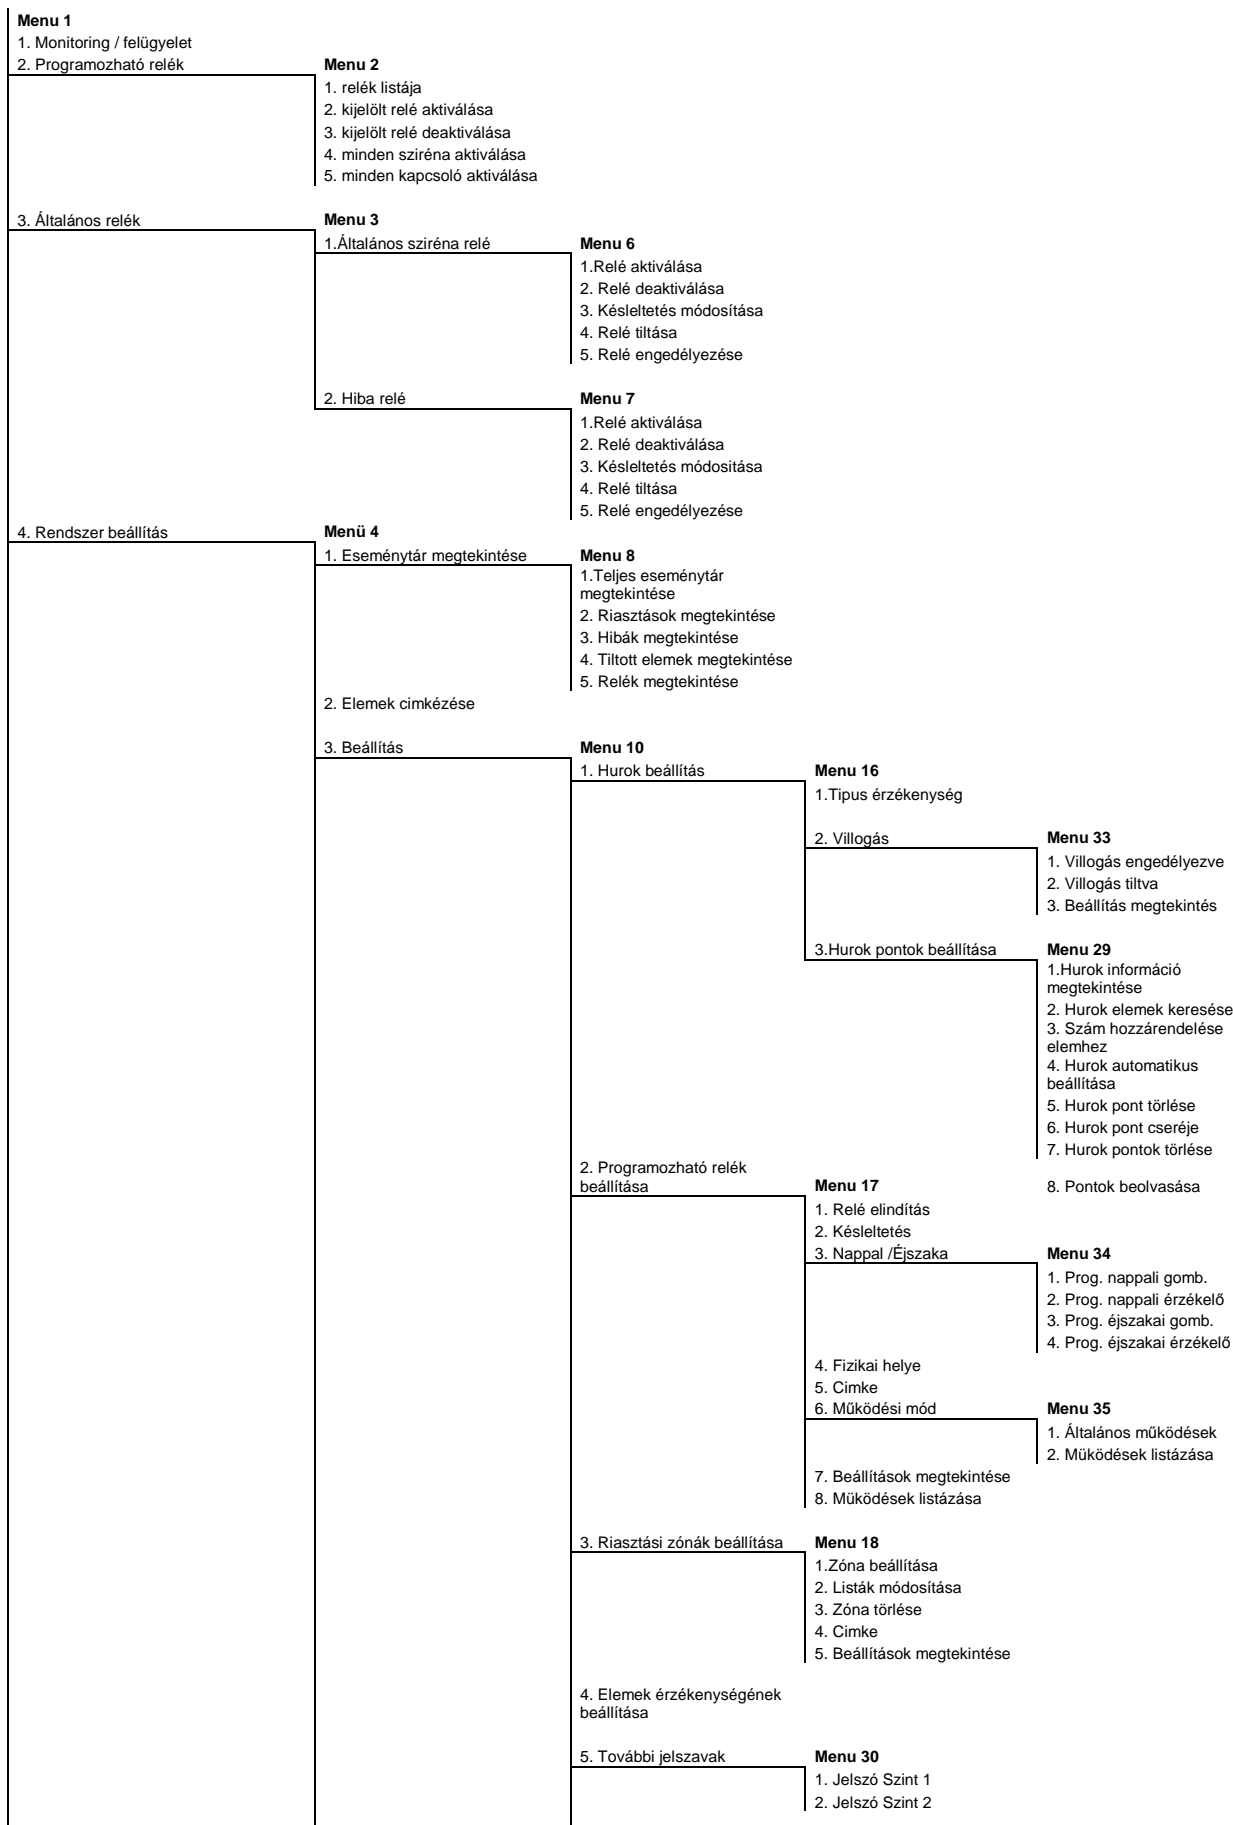 Menu 1
1. Monitoring / felügyelet
2. Programozható relék
Menu 2
1. relék listája
2. kijelölt relé aktiválása
3. kijelölt relé deaktiválása
4. minden sziréna aktiválása
5. minden kapcsoló aktiválása
3. Általános relék
Menu 3
1.Általános sziréna relé
Menu 6
1.Relé aktiválása
2. Relé deaktiválása
3. Késleltetés módosítása
4. Relé tiltása
5. Relé engedélyezése
2. Hiba relé
Menu 7
1.Relé aktiválása
2. Relé deaktiválása
3. Késleltetés módositása
4. Relé tiltása
5. Relé engedélyezése
4. Rendszer beállítás
Menü 4
1. Eseménytár megtekintése
Menu 8
1.Teljes eseménytár
megtekintése
2. Riasztások megtekintése
3. Hibák megtekintése
4. Tiltott elemek megtekintése
5. Relék megtekintése
2. Elemek cimkézése
3. Beállítás
Menu 10
1. Hurok beállítás
Menu 16
1.Tipus érzékenység
2. Villogás
Menu 33
1. Villogás engedélyezve
2. Villogás tiltva
3. Beállítás megtekintés
3.Hurok pontok beállítása
Menu 29
1.Hurok információ
megtekintése
2. Hurok elemek keresése
3. Szám hozzárendelése
elemhez
4. Hurok automatikus
beállítása
5. Hurok pont törlése
6. Hurok pont cseréje
7. Hurok pontok törlése
8. Pontok beolvasása
2. Programozható relék
beállítása
Menu 17
1. Relé elindítás
2. Késleltetés
3. Nappal /Éjszaka
Menu 34
1. Prog. nappali gomb.
2. Prog. nappali érzékelő
3. Prog. éjszakai gomb.
4. Prog. éjszakai érzékelő
4. Fizikai helye
5. Cimke
6. Működési mód
Menu 35
1. Általános működések
2. Müködések listázása
7. Beállítások megtekintése
8. Müködések listázása
3. Riasztási zónák beállítása
Menu 18
1.Zóna beállítása
2. Listák módosítása
3. Zóna törlése
4. Cimke
5. Beállítások megtekintése
4. Elemek érzékenységének
beállítása
5. További jelszavak
Menu 30
1. Jelszó Szint 1
2. Jelszó Szint 2